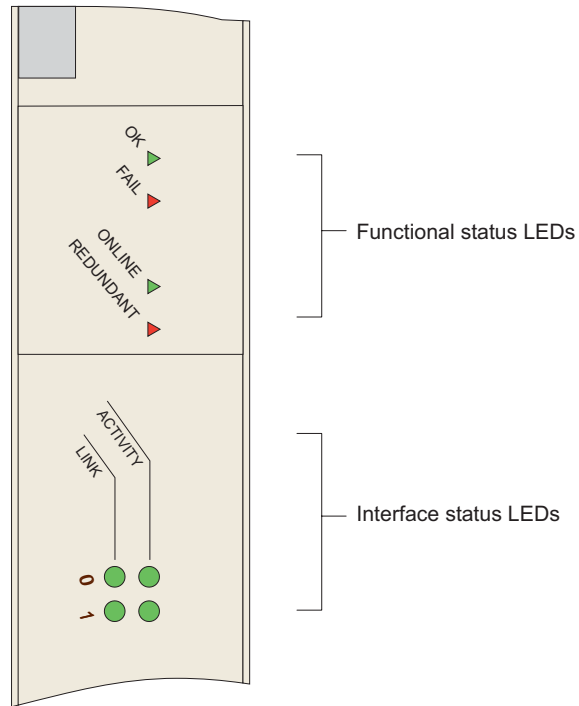 OK
FAIL
ONLINE
REDUNDANT
Functional status LEDs
ACTIVITY
LINK
Interface status LEDs
0
1